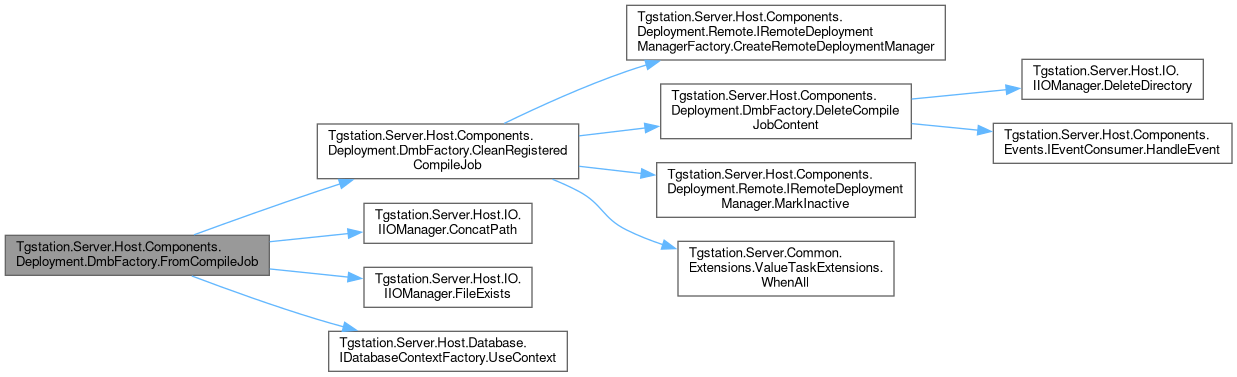 Tgstation.Server.Host.Components.
Deployment.DmbFactory.FromCompileJob
Tgstation.Server.Host.Components.
Deployment.DmbFactory.CleanRegistered
CompileJob
Tgstation.Server.Host.IO.
IIOManager.ConcatPath
Tgstation.Server.Host.IO.
IIOManager.FileExists
Tgstation.Server.Host.Database.
IDatabaseContextFactory.UseContext
Tgstation.Server.Host.Components.
Deployment.Remote.IRemoteDeployment
ManagerFactory.CreateRemoteDeploymentManager
Tgstation.Server.Host.Components.
Deployment.DmbFactory.DeleteCompile
JobContent
Tgstation.Server.Host.Components.
Deployment.Remote.IRemoteDeployment
Manager.MarkInactive
Tgstation.Server.Common.
Extensions.ValueTaskExtensions.
WhenAll
Tgstation.Server.Host.IO.
IIOManager.DeleteDirectory
Tgstation.Server.Host.Components.
Events.IEventConsumer.HandleEvent